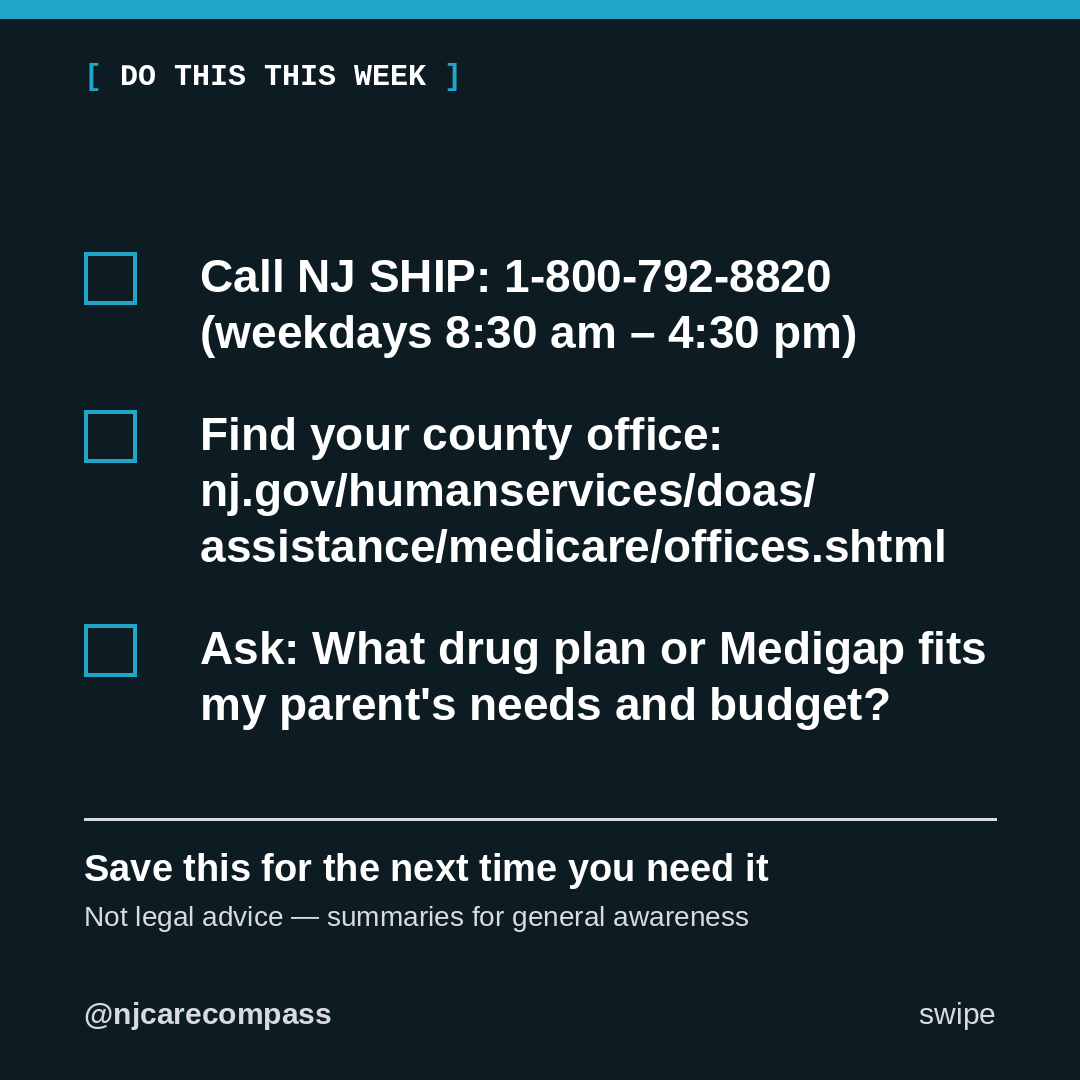 [ DO THIS THIS WEEK ]
Call NJ SHIP: 1-800-792-8820
(weekdays 8:30 am – 4:30 pm)
Find your county office:
nj.gov/humanservices/doas/
assistance/medicare/offices.shtml
Ask: What drug plan or Medigap fits
my parent's needs and budget?
Save this for the next time you need it
Not legal advice — summaries for general awareness
@njcarecompass
swipe